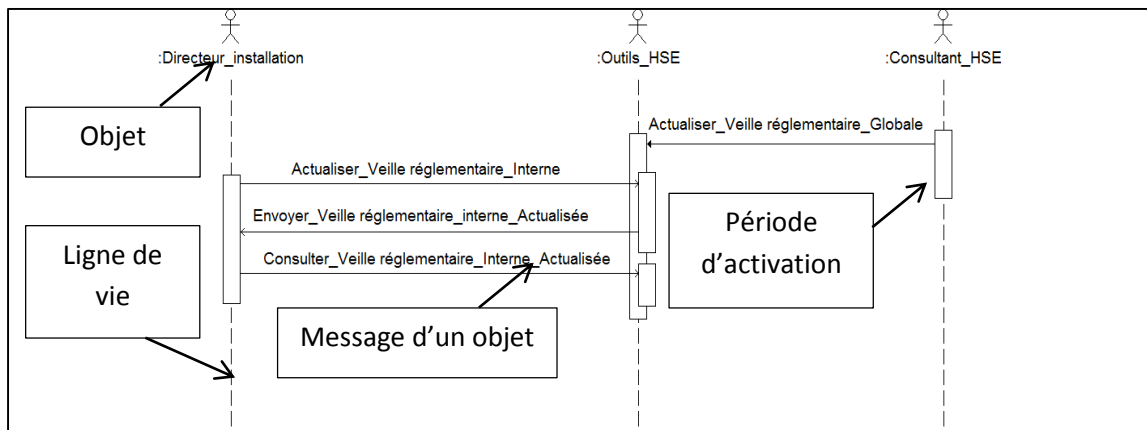 :Directeur_installation
:Outils_HSE
:Consultant_HSE
Objet
Actualiser_Veille réglementaire_Globale
Actualiser_Veille réglementaire_Interne
Envoyer_Veille réglementaire_interne_Actualisée
Période
d’activation
Ligne de
vie
Consulter_Veille réglementaire_Interne_Actualisée
Message d’un objet